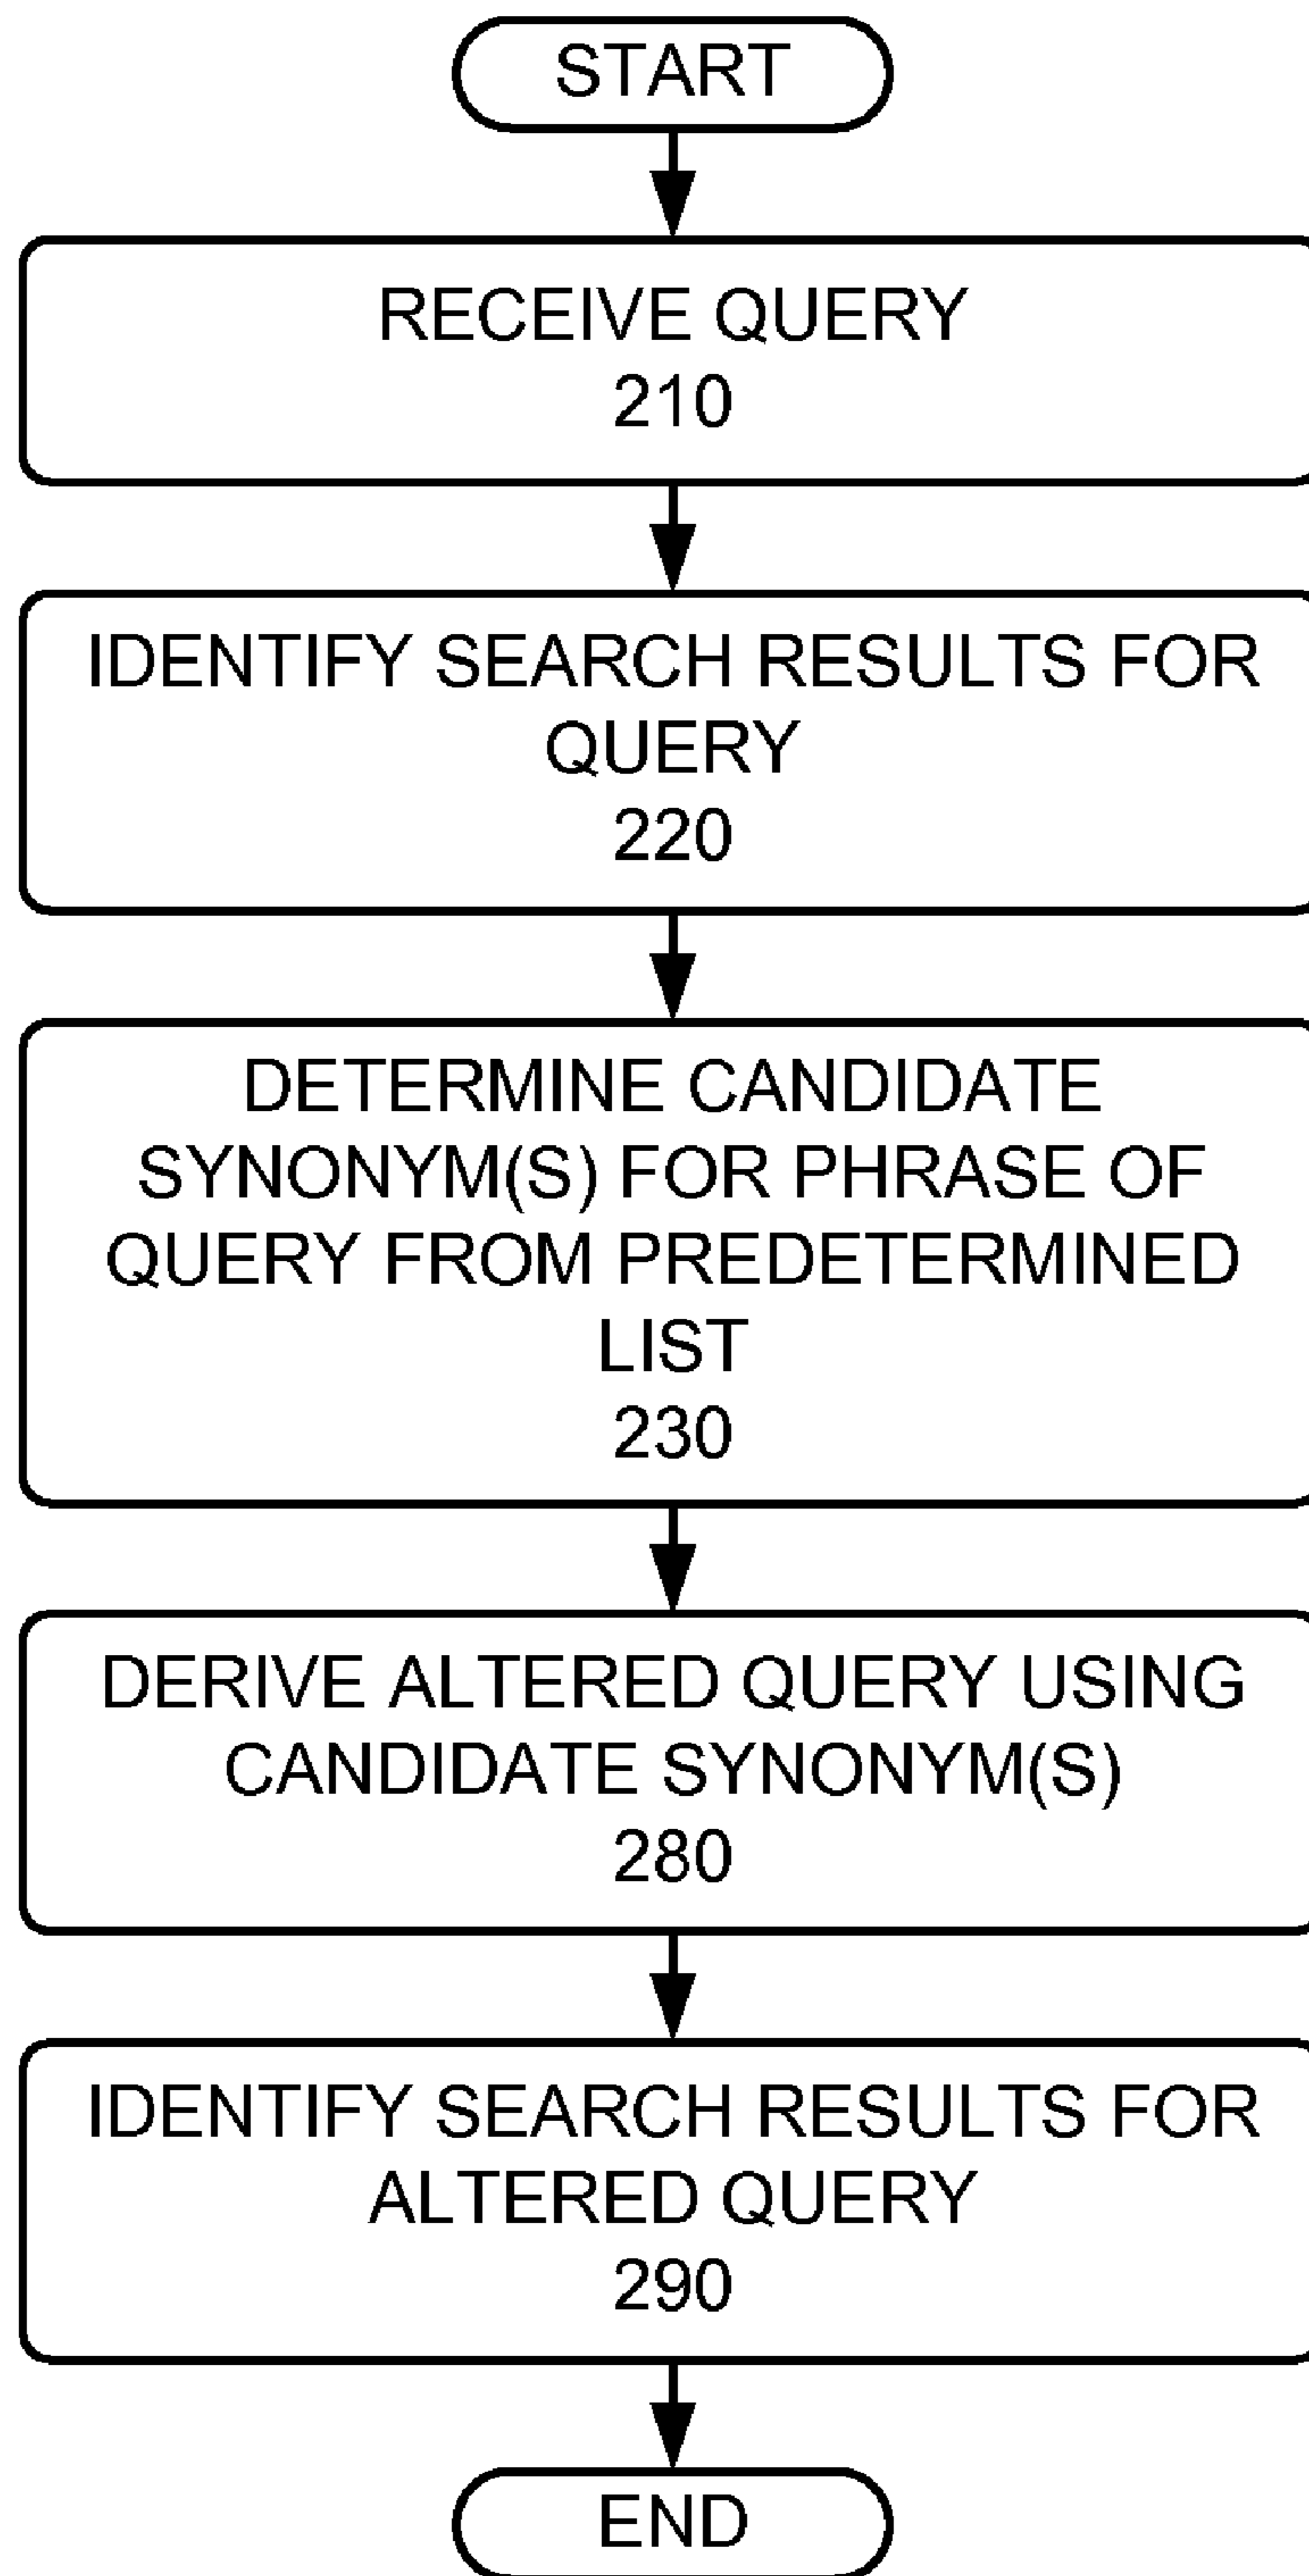 START
RECEIVE QUERY
210
IDENTIFY SEARCH RESULTS FOR
QUERY
220
DETERMINE CANDIDATE
SYNONYM(S) FOR PHRASE OF
QUERY FROM PREDETERMINED
LIST
230
DERIVE ALTERED QUERY USING
CANDIDATE SYNONYM(S)
280
IDENTIFY SEARCH RESULTS FOR
ALTERED QUERY
290
END